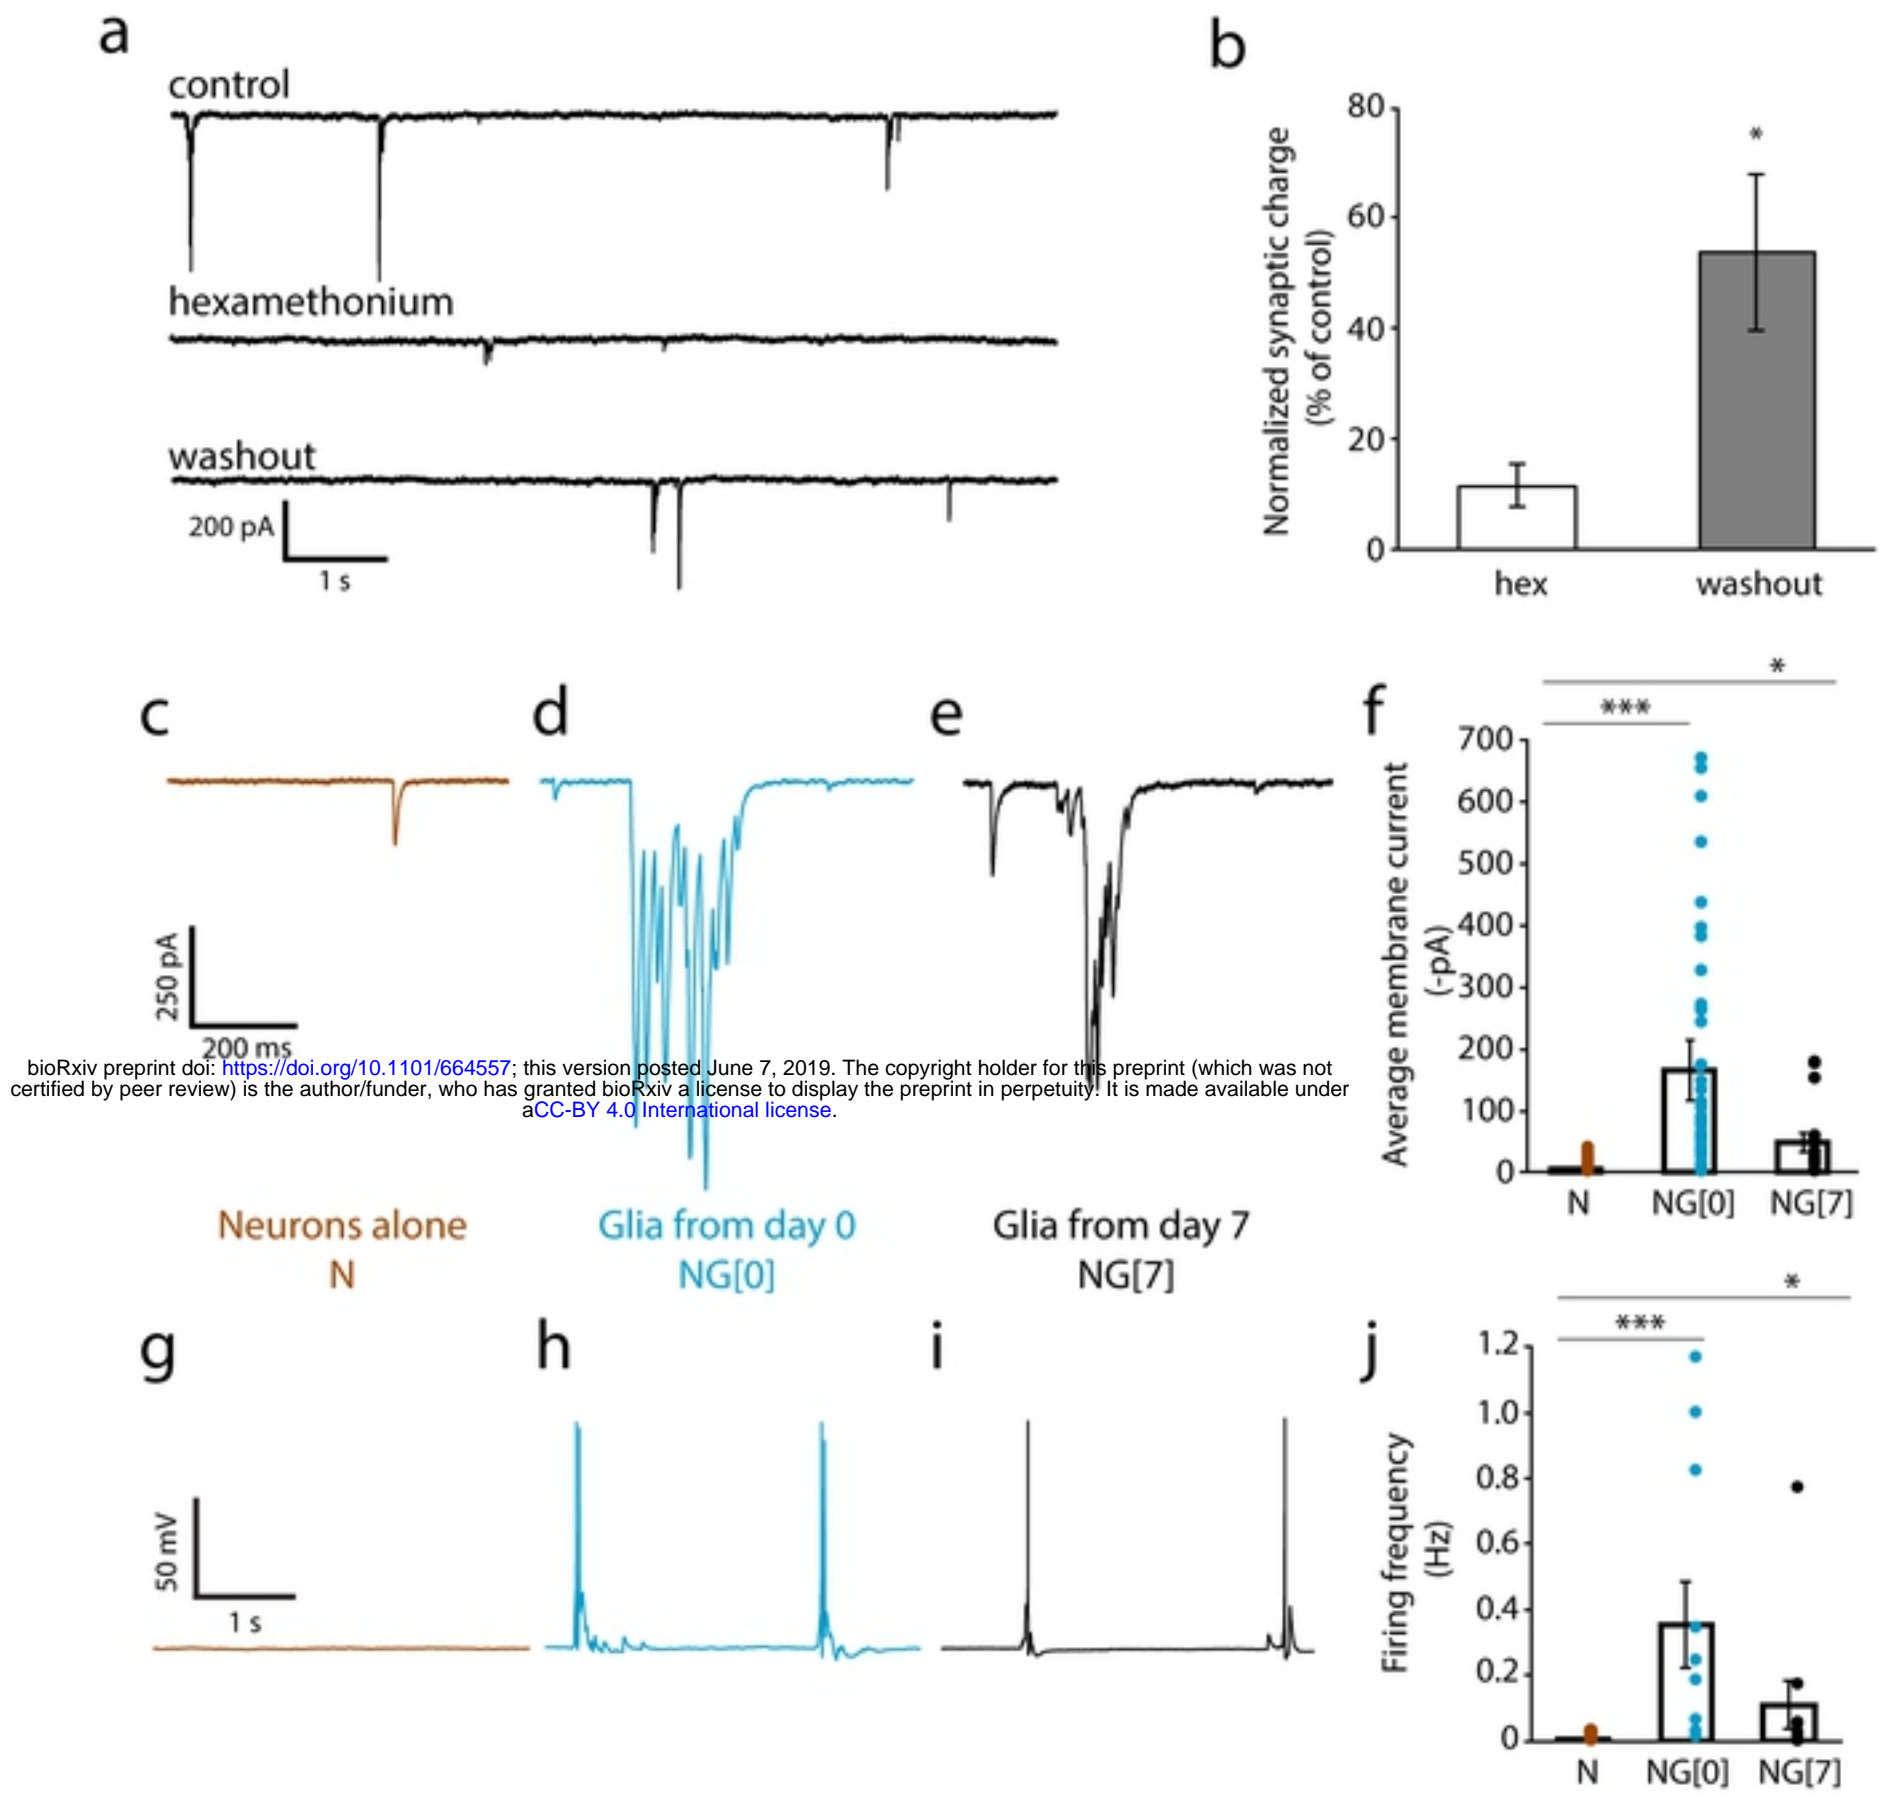 a
control
hexamethonium
washout
200 pA
1 s
b
Normalized synaptic charge
(% of control)
80
60
40
20
0
*
hex
washout
c
d
e
250 pA
200 ms
bioRxiv preprint doi: https://doi.org/10.1101/664557; this version posted June 7, 2019. The copyright holder for this preprint (which was not
certified by peer review) is the author/funder, who has granted bioRxiv a license to display the preprint in perpetuity. It is made available under
aCC-BY 4.0 International license.
Neurons alone
N
Glia from day 0
NG[0]
Glia from day 7
NG[7]
f
*
***
Average membrane current
(-pA)
700
600
500
400
300
200
100
0
N NG[0] NG[7]
g
h
i
50 mV
1 s
j
*
***
Firing frequency
(Hz)
1.2
1.0
0.8
0.6
0.4
0.2
0
N NG[0] NG[7]